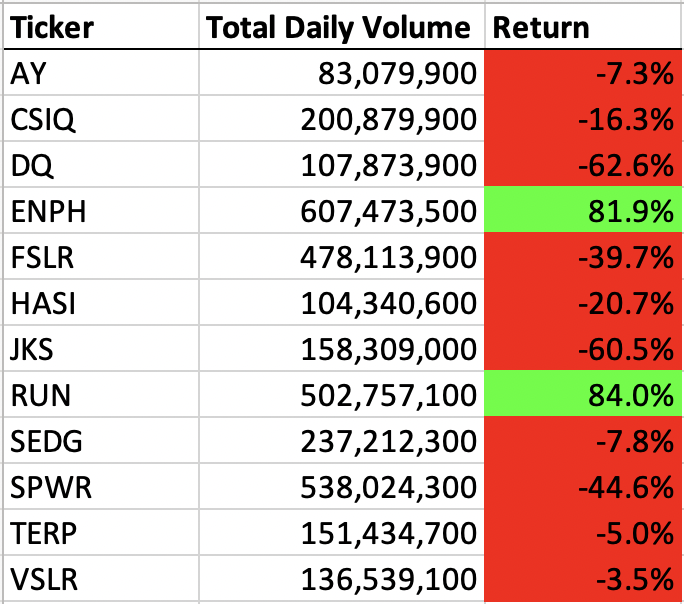 Ticker Total Daily Volume Return
AY 83,079,900 -7.3%
CSIQ 200,879,900 -16.3%
DQ 107,873,900 -62.6%
ENPH 607,473,500 81.9%
FSLR 478,113,900 -39.7%
HASI 104,340,600 -20.7%
JKS 158,309,000 -60.5%
RUN 502,757,100 84.0%
SEDG 237,212,300 -7.8%
SPWR 538,024,300 -44.6%
TERP 151,434,700 -5.0%
VSLR 136,539,100 -3.5%